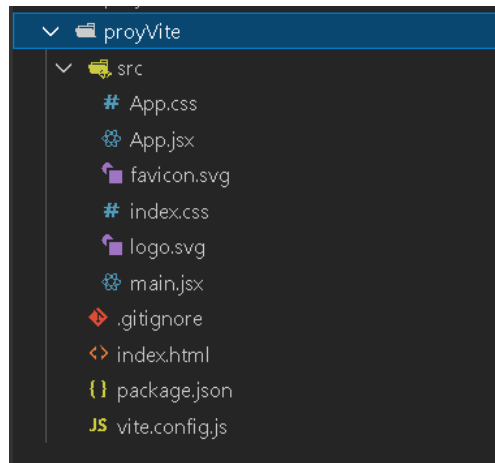 proyVite
src
# App.css
App.jsx
favicon.svg
# index.css
logo.svg
main.jsx
.gitignore
<> index.html
{} package.json
JS vite.config.js